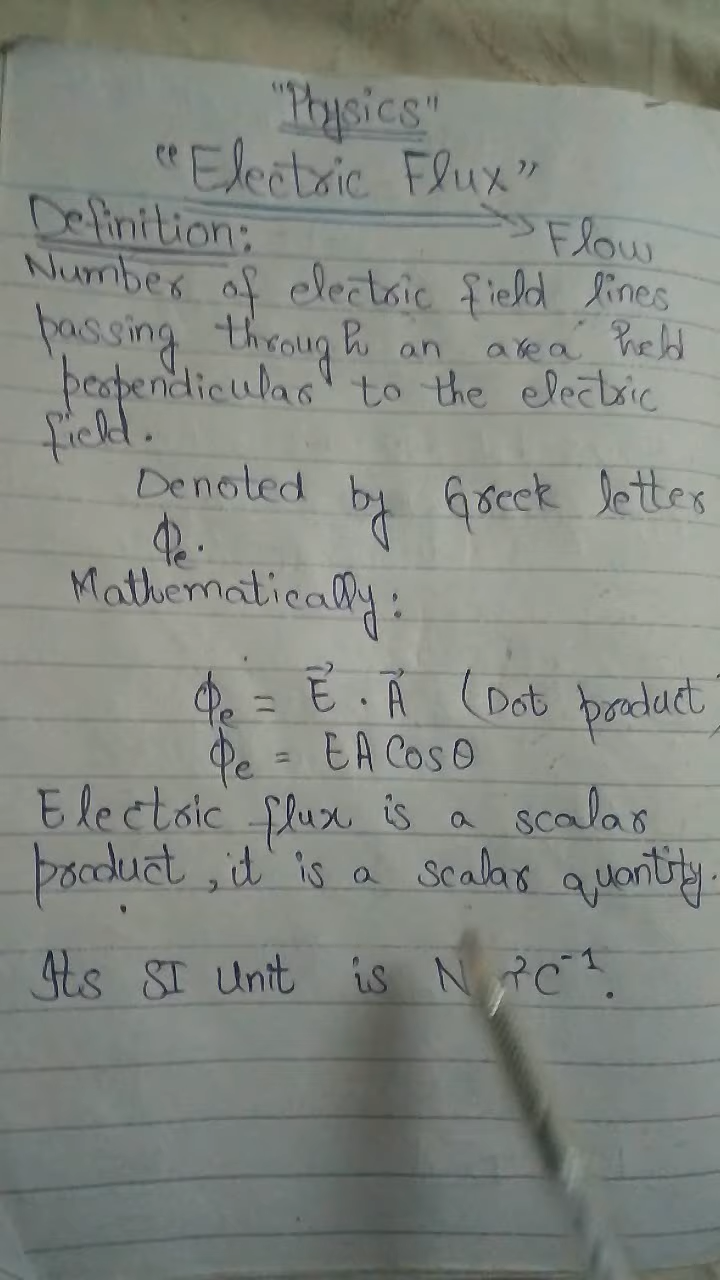 "Physics"
"Electric Flux"
Definition: → Flow
Number of electric field lines
passing through an area held
perpendicular to the electric
field.
Denoted by Greek letter
Φe.
Mathematically:
Φe = E⃗ . A⃗ (Dot product)
Φe = EA Cosθ
Electric flux is a scalar
product, it is a scalar quantity.
Its SI Unit is N ²C⁻¹.